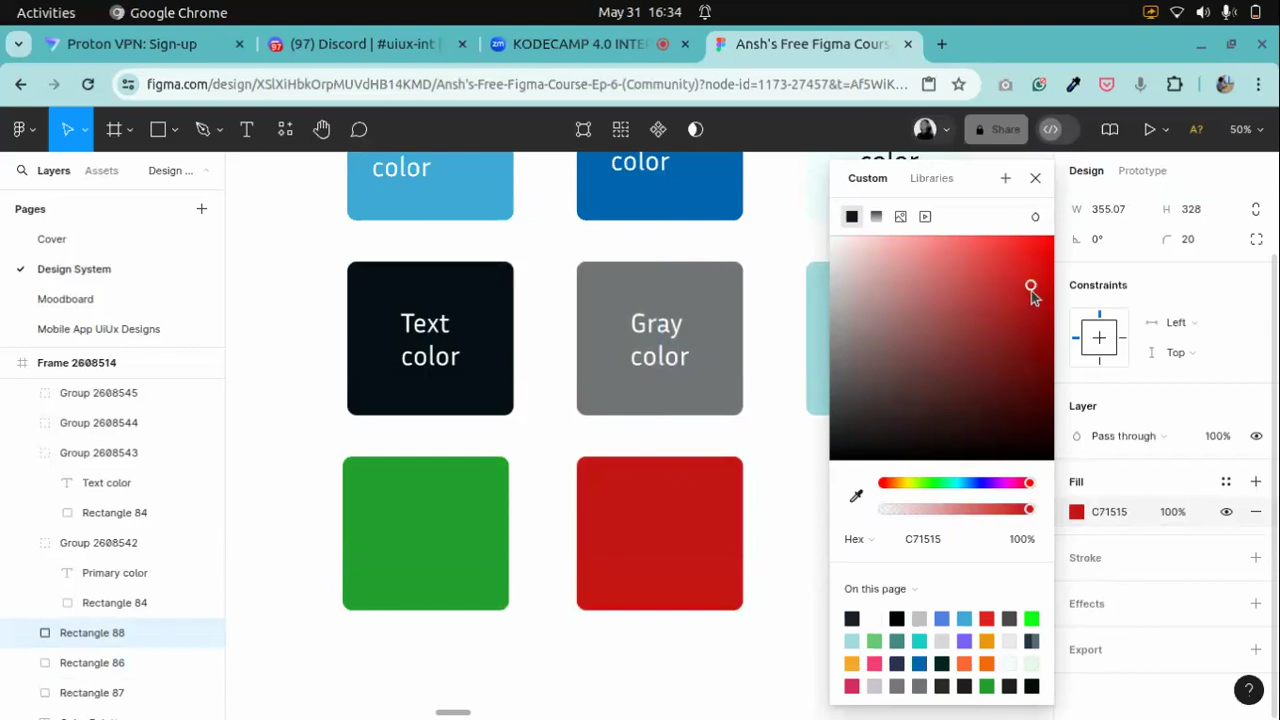 Activities
Google Chrome
May 31 16:34
Proton VPN: Sign-up
(97) Discord | #uiux-int
KODECAMP 4.0 INTE
Ansh's Free Figma Cours
figma.com/design/XSlXiHbkOrpMUVdHB14KMD/Ansh's-Free-Figma-Course-Ep-6-(Community)?node-id=1173-27457&t=Af5WiK...
Share
A?
50%
Layers
Assets
Design ...
Pages
Cover
Design System
Moodboard
Mobile App UiUx Designs
Frame 2608514
Group 2608545
Group 2608544
Group 2608543
Text color
Rectangle 84
Group 2608542
Primary color
Rectangle 84
Rectangle 88
Rectangle 86
Rectangle 87
color
color
color
Text
color
Gray
color
Custom
Libraries
Hex
C71515
100%
On this page
Design
Prototype
W 355.07
H 328
0°
20
Constraints
Left
Top
Layer
Pass through
100%
Fill
C71515
100%
Stroke
Effects
Export
?